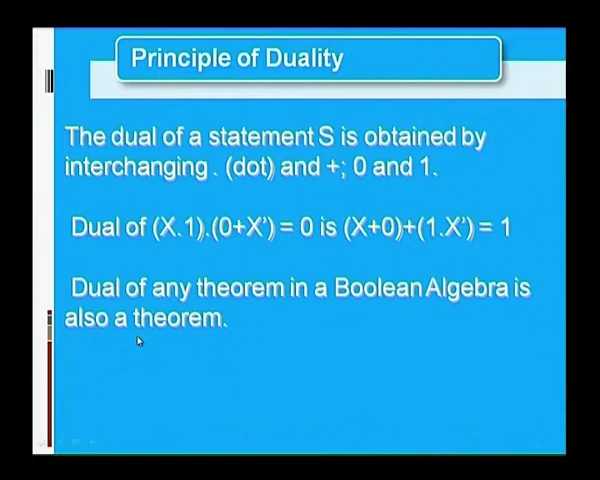 Principle of Duality
The dual of a statement S is obtained by
interchanging . (dot) and +; 0 and 1.
Dual of (X.1).(0+X') = 0 is (X+0)+(1.X') = 1
Dual of any theorem in a Boolean Algebra is
also a theorem.